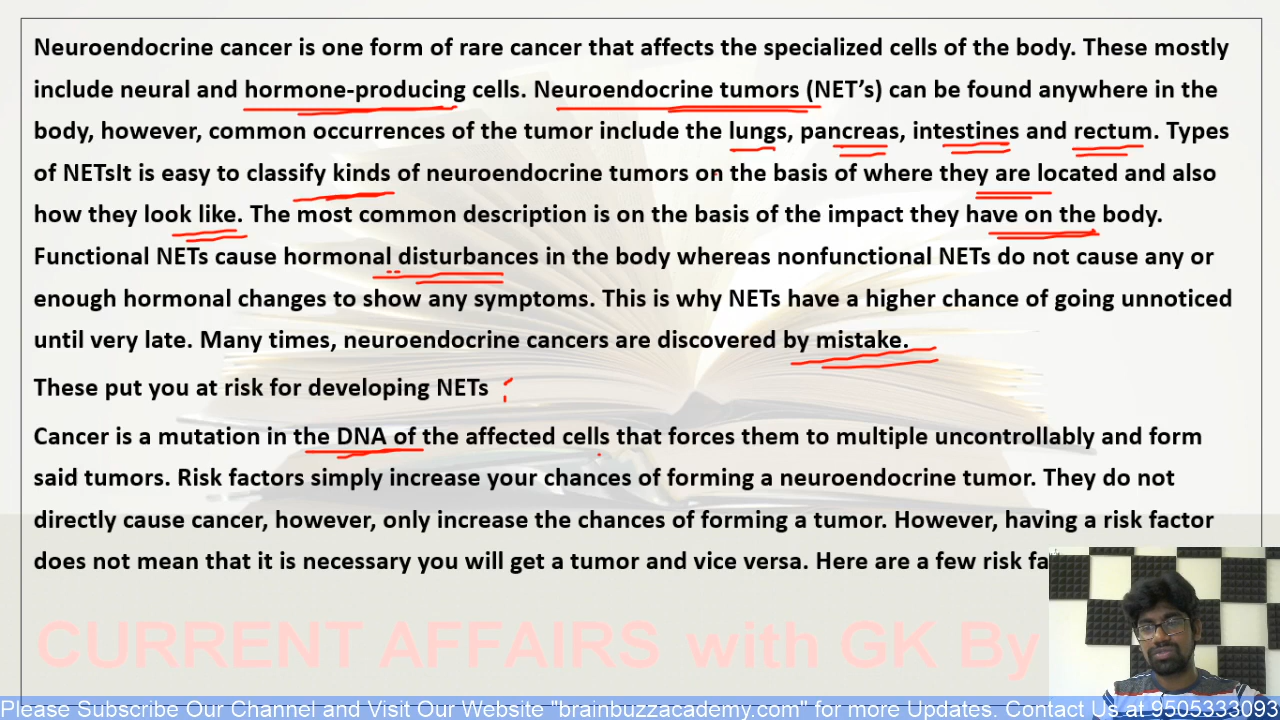 Neuroendocrine cancer is one form of rare cancer that affects the specialized cells of the body. These mostly
include neural and hormone-producing cells. Neuroendocrine tumors (NET’s) can be found anywhere in the
body, however, common occurrences of the tumor include the lungs, pancreas, intestines and rectum. Types
of NETsIt is easy to classify kinds of neuroendocrine tumors on the basis of where they are located and also
how they look like. The most common description is on the basis of the impact they have on the body.
Functional NETs cause hormonal disturbances in the body whereas nonfunctional NETs do not cause any or
enough hormonal changes to show any symptoms. This is why NETs have a higher chance of going unnoticed
until very late. Many times, neuroendocrine cancers are discovered by mistake.
These put you at risk for developing NETs
Cancer is a mutation in the DNA of the affected cells that forces them to multiple uncontrollably and form
said tumors. Risk factors simply increase your chances of forming a neuroendocrine tumor. They do not
directly cause cancer, however, only increase the chances of forming a tumor. However, having a risk factor
does not mean that it is necessary you will get a tumor and vice versa. Here are a few risk fa
CURRENT AFFAIRS with GK By
Please Subscribe Our Channel and Visit Our Website "brainbuzzacademy.com" for more Updates. Contact Us at 9505333093